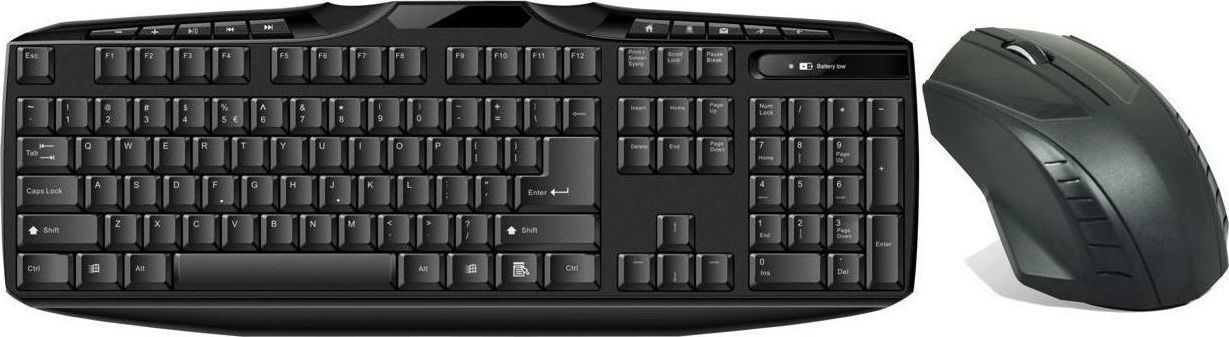 Esc F1 F2 F3 F4 F5 F6 F7 F8 F9 F10 F11 F12 Print Screen SysRq Scroll Lock Pause Break Battery low
~ ! 1 @ 2 # 3 $ 4 % 5 € ^ 6 & 7 * 8 ( 9 ) 0 _ - + = | \ ← Insert Home Page Up Num Lock / * -
Tab Q W E R T Y U I O P { [ } ] Delete End Page Down 7 Home 8 9 Page Up +
Caps Lock A S D F G H J K L : ; " ' Enter 4 5 6
Shift Z X C V B N M < , > . ? / Shift 1 End 2 3 Page Down Enter
Ctrl Alt Alt Ctrl 0 Ins . Del